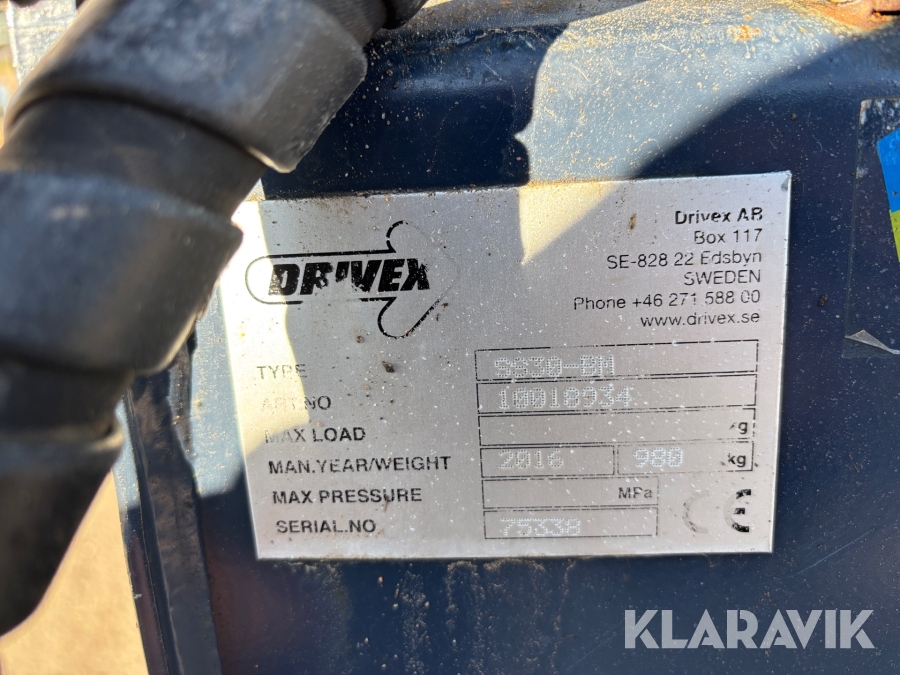 DRIVEX
Drivex AB
Box 117
SE-828 22 Edsbyn
SWEDEN
Phone +46 271 588 00
www.drivex.se
TYPE S830-BM
ART.NO 10018934
MAX LOAD kg
MAN.YEAR/WEIGHT 2016 980 kg
MAX PRESSURE MPa
SERIAL.NO 75338
CE
KLARAVIK